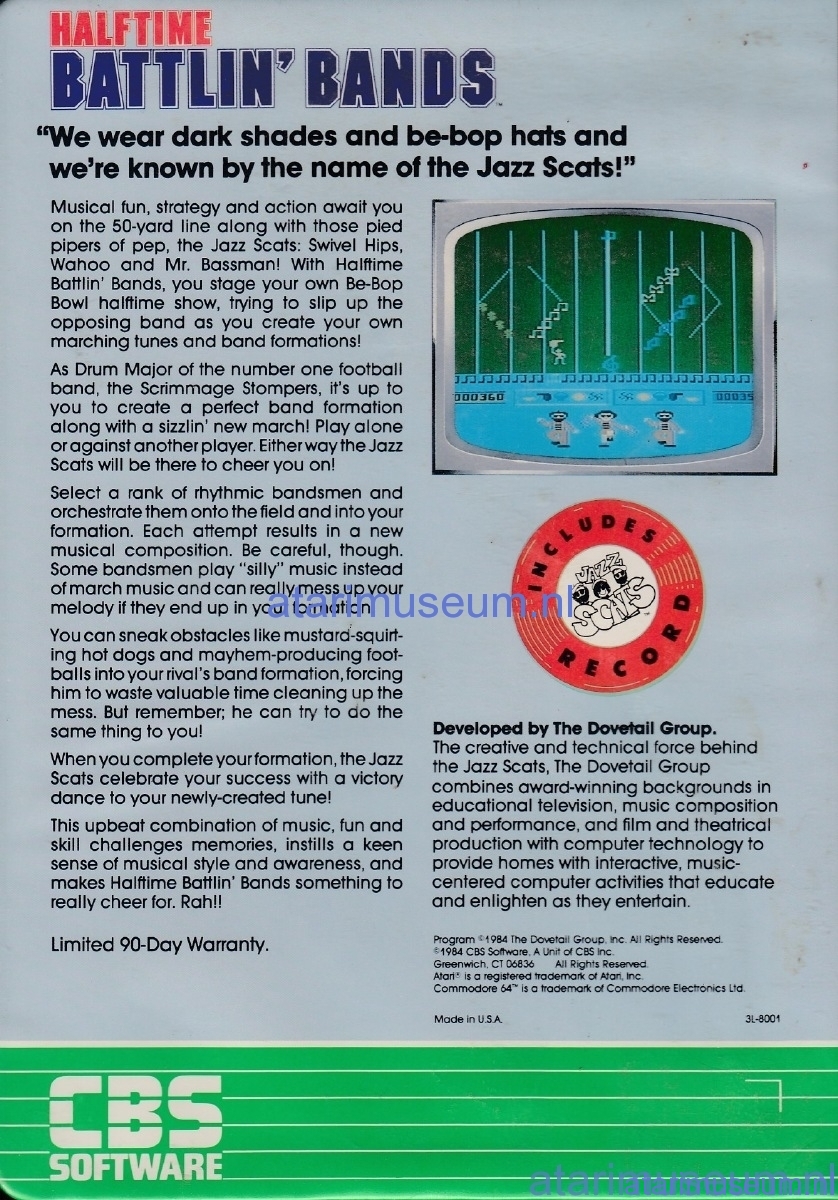 HALFTIME
BATTLIN' BANDS™
“We wear dark shades and be-bop hats and
we're known by the name of the Jazz Scats!”
Musical fun, strategy and action await you
on the 50-yard line along with those pied
pipers of pep, the Jazz Scats: Swivel Hips,
Wahoo and Mr. Bassman! With Halftime
Battlin' Bands, you stage your own Be-Bop
Bowl halftime show, trying to slip up the
opposing band as you create your own
marching tunes and band formations!
As Drum Major of the number one football
band, the Scrimmage Stompers, it's up to
you to create a perfect band formation
along with a sizzlin' new march! Play alone
or against another player. Either way the Jazz
Scats will be there to cheer you on!
Select a rank of rhythmic bandsmen and
orchestrate them onto the field and into your
formation. Each attempt results in a new
musical composition. Be careful, though.
Some bandsmen play “silly” music instead
of march music and can really mess up your
melody if they end up in your formation.
You can sneak obstacles like mustard-squirt-
ing hot dogs and mayhem-producing foot-
balls into your rival's band formation, forcing
him to waste valuable time cleaning up the
mess. But remember; he can try to do the
same thing to you!
When you complete your formation, the Jazz
Scats celebrate your success with a victory
dance to your newly-created tune!
This upbeat combination of music, fun and
skill challenges memories, instills a keen
sense of musical style and awareness, and
makes Halftime Battlin' Bands something to
really cheer for. Rah!!
Limited 90-Day Warranty.
000360
00035
INCLUDES
JAZZ
SCATS™
RECORD
Developed by The Dovetail Group.
The creative and technical force behind
the Jazz Scats, The Dovetail Group
combines award-winning backgrounds in
educational television, music composition
and performance, and film and theatrical
production with computer technology to
provide homes with interactive, music-
centered computer activities that educate
and enlighten as they entertain.
Program ©1984 The Dovetail Group, Inc. All Rights Reserved.
©1984 CBS Software, A Unit of CBS Inc.
Greenwich, CT 06836 All Rights Reserved.
Atari® is a registered trademark of Atari, Inc.
Commodore 64™ is a trademark of Commodore Electronics Ltd.
Made in U.S.A.
3L-8001
CBS
SOFTWARE
atarimuseum.nl
atarimuseum.nl